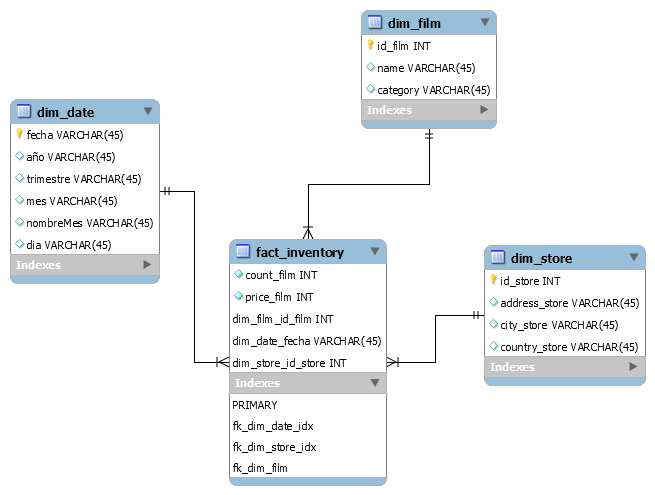 dim_film
id_film INT
name VARCHAR(45)
category VARCHAR(45)
Indexes
dim_date
fecha VARCHAR(45)
año VARCHAR(45)
trimestre VARCHAR(45)
mes VARCHAR(45)
nombreMes VARCHAR(45)
dia VARCHAR(45)
Indexes
fact_inventory
count_film INT
price_film INT
dim_film_id_film INT
dim_date_fecha VARCHAR(45)
dim_store_id_store INT
Indexes
PRIMARY
fk_dim_date_idx
fk_dim_store_idx
fk_dim_film
dim_store
id_store INT
address_store VARCHAR(45)
city_store VARCHAR(45)
country_store VARCHAR(45)
Indexes